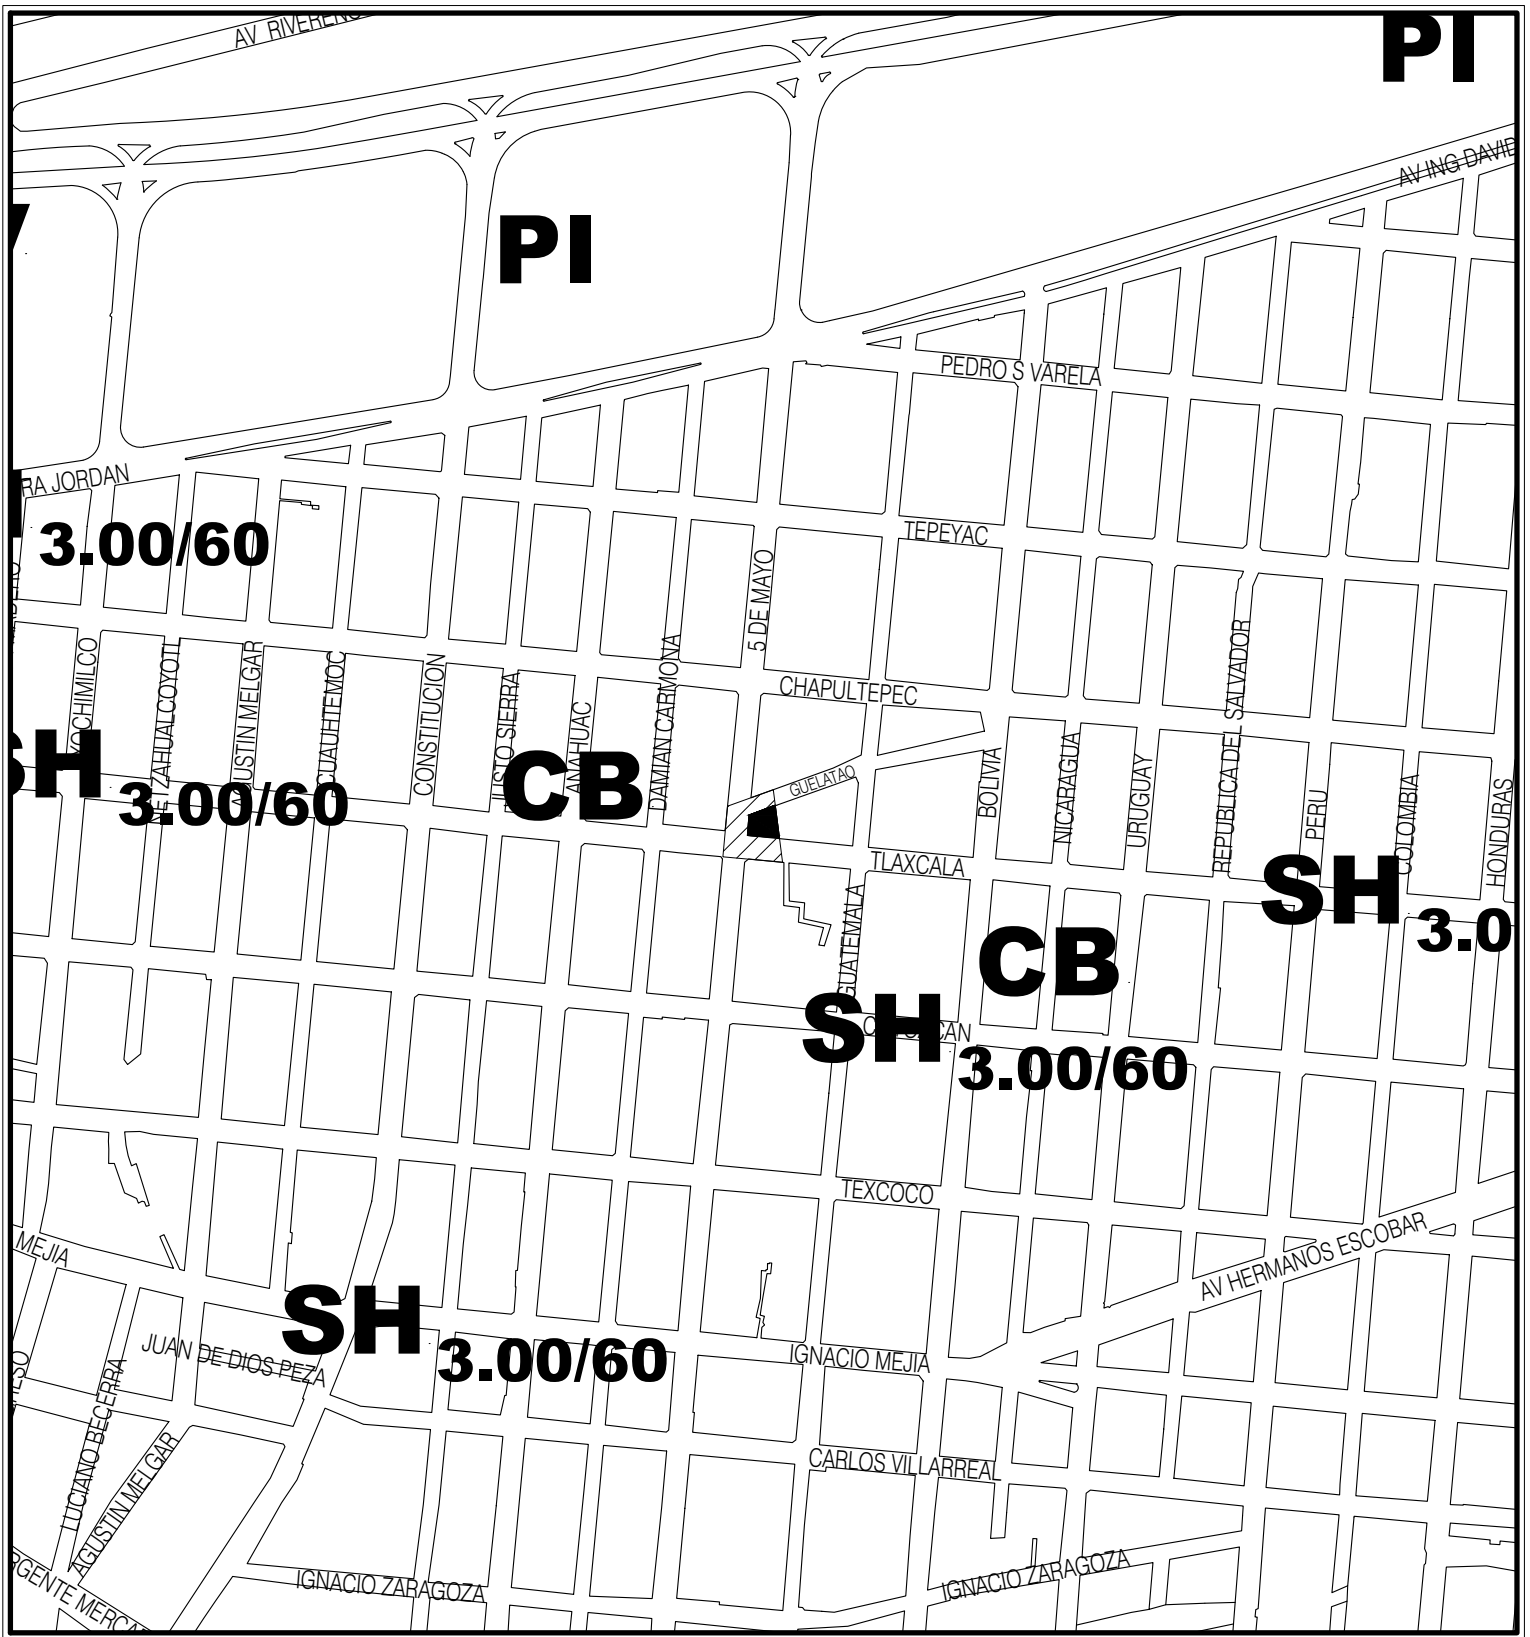 AV RIVEREN
PI
AV ING DAVID
PI
PEDRO S VARELA
RA JORDAN
3.00/60
TEPEYAC
5 DE MAYO
CHAPULTEPEC
XOCHIMILCO
ZAHUALCOYOTL
AGUSTIN MELGAR
CUAUHTEMOC
CONSTITUCION
JUSTO SIERRA
ANAHUAC
DAMIAN CARMONA
GUELATAO
BOLIVIA
NICARAGUA
URUGUAY
REPUBLICA DEL SALVADOR
PERU
COLOMBIA
HONDURAS
SH 3.00/60
CB
TLAXCALA
GUATEMALA
SH 3.0
CB
SH 3.00/60
TEXCOCO
MEJIA
AV HERMANOS ESCOBAR
SH 3.00/60
JUAN DE DIOS PEZA
IGNACIO MEJIA
LUCIANO BECERRA
AGUSTIN MELGAR
CARLOS VILLARREAL
RGENTE MERCA
IGNACIO ZARAGOZA
IGNACIO ZARAGOZA